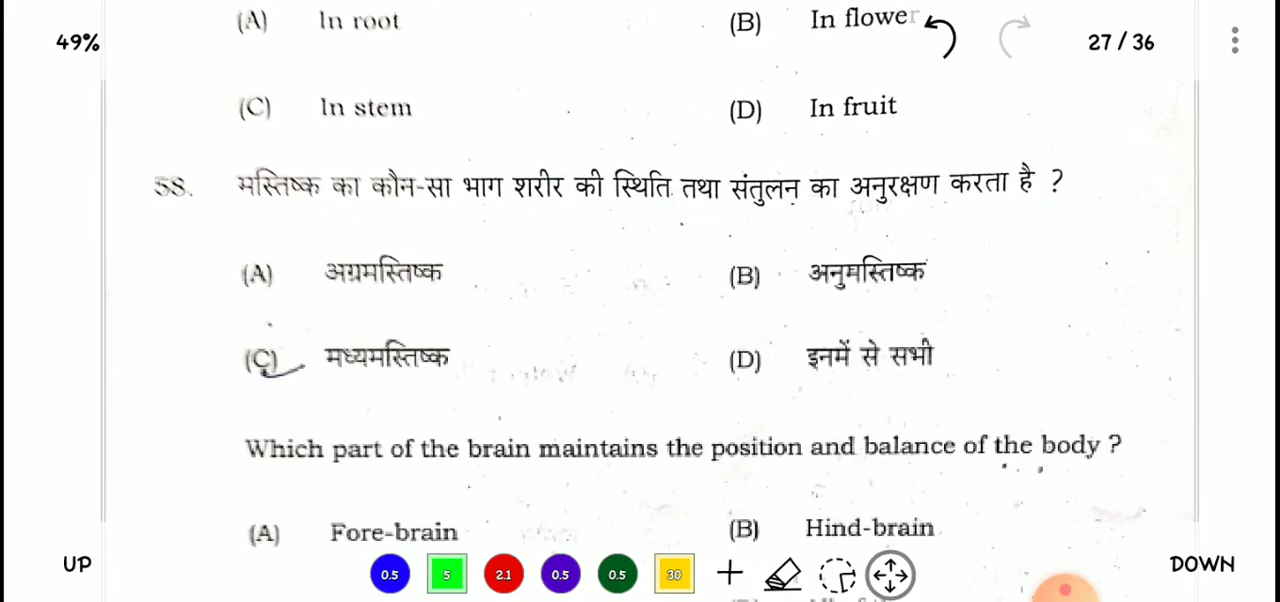 (A) In root (B) In flower
49% 27 / 36
(C) In stem (D) In fruit
58. मस्तिष्क का कौन-सा भाग शरीर की स्थिति तथा संतुलन का अनुरक्षण करता है ?
(A) अग्रमस्तिष्क (B) अनुमस्तिष्क
(C) मध्यमस्तिष्क (D) इनमें से सभी
Which part of the brain maintains the position and balance of the body ?
(A) Fore-brain (B) Hind-brain
UP 0.5 5 2.1 0.5 0.5 30 DOWN